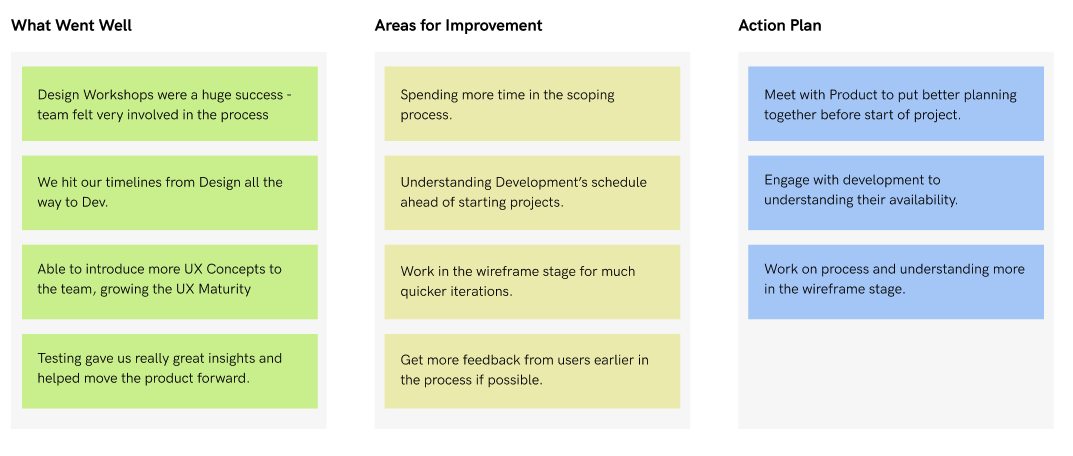 What Went Well
Design Workshops were a huge success -
team felt very involved in the process
We hit our timelines from Design all the
way to Dev.
Able to introduce more UX Concepts to
the team, growing the UX Maturity
Testing gave us really great insights and
helped move the product forward.
Areas for Improvement
Spending more time in the scoping
process.
Understanding Development’s schedule
ahead of starting projects.
Work in the wireframe stage for much
quicker iterations.
Get more feedback from users earlier in
the process if possible.
Action Plan
Meet with Product to put better planning
together before start of project.
Engage with development to
understanding their availability.
Work on process and understanding more
in the wireframe stage.